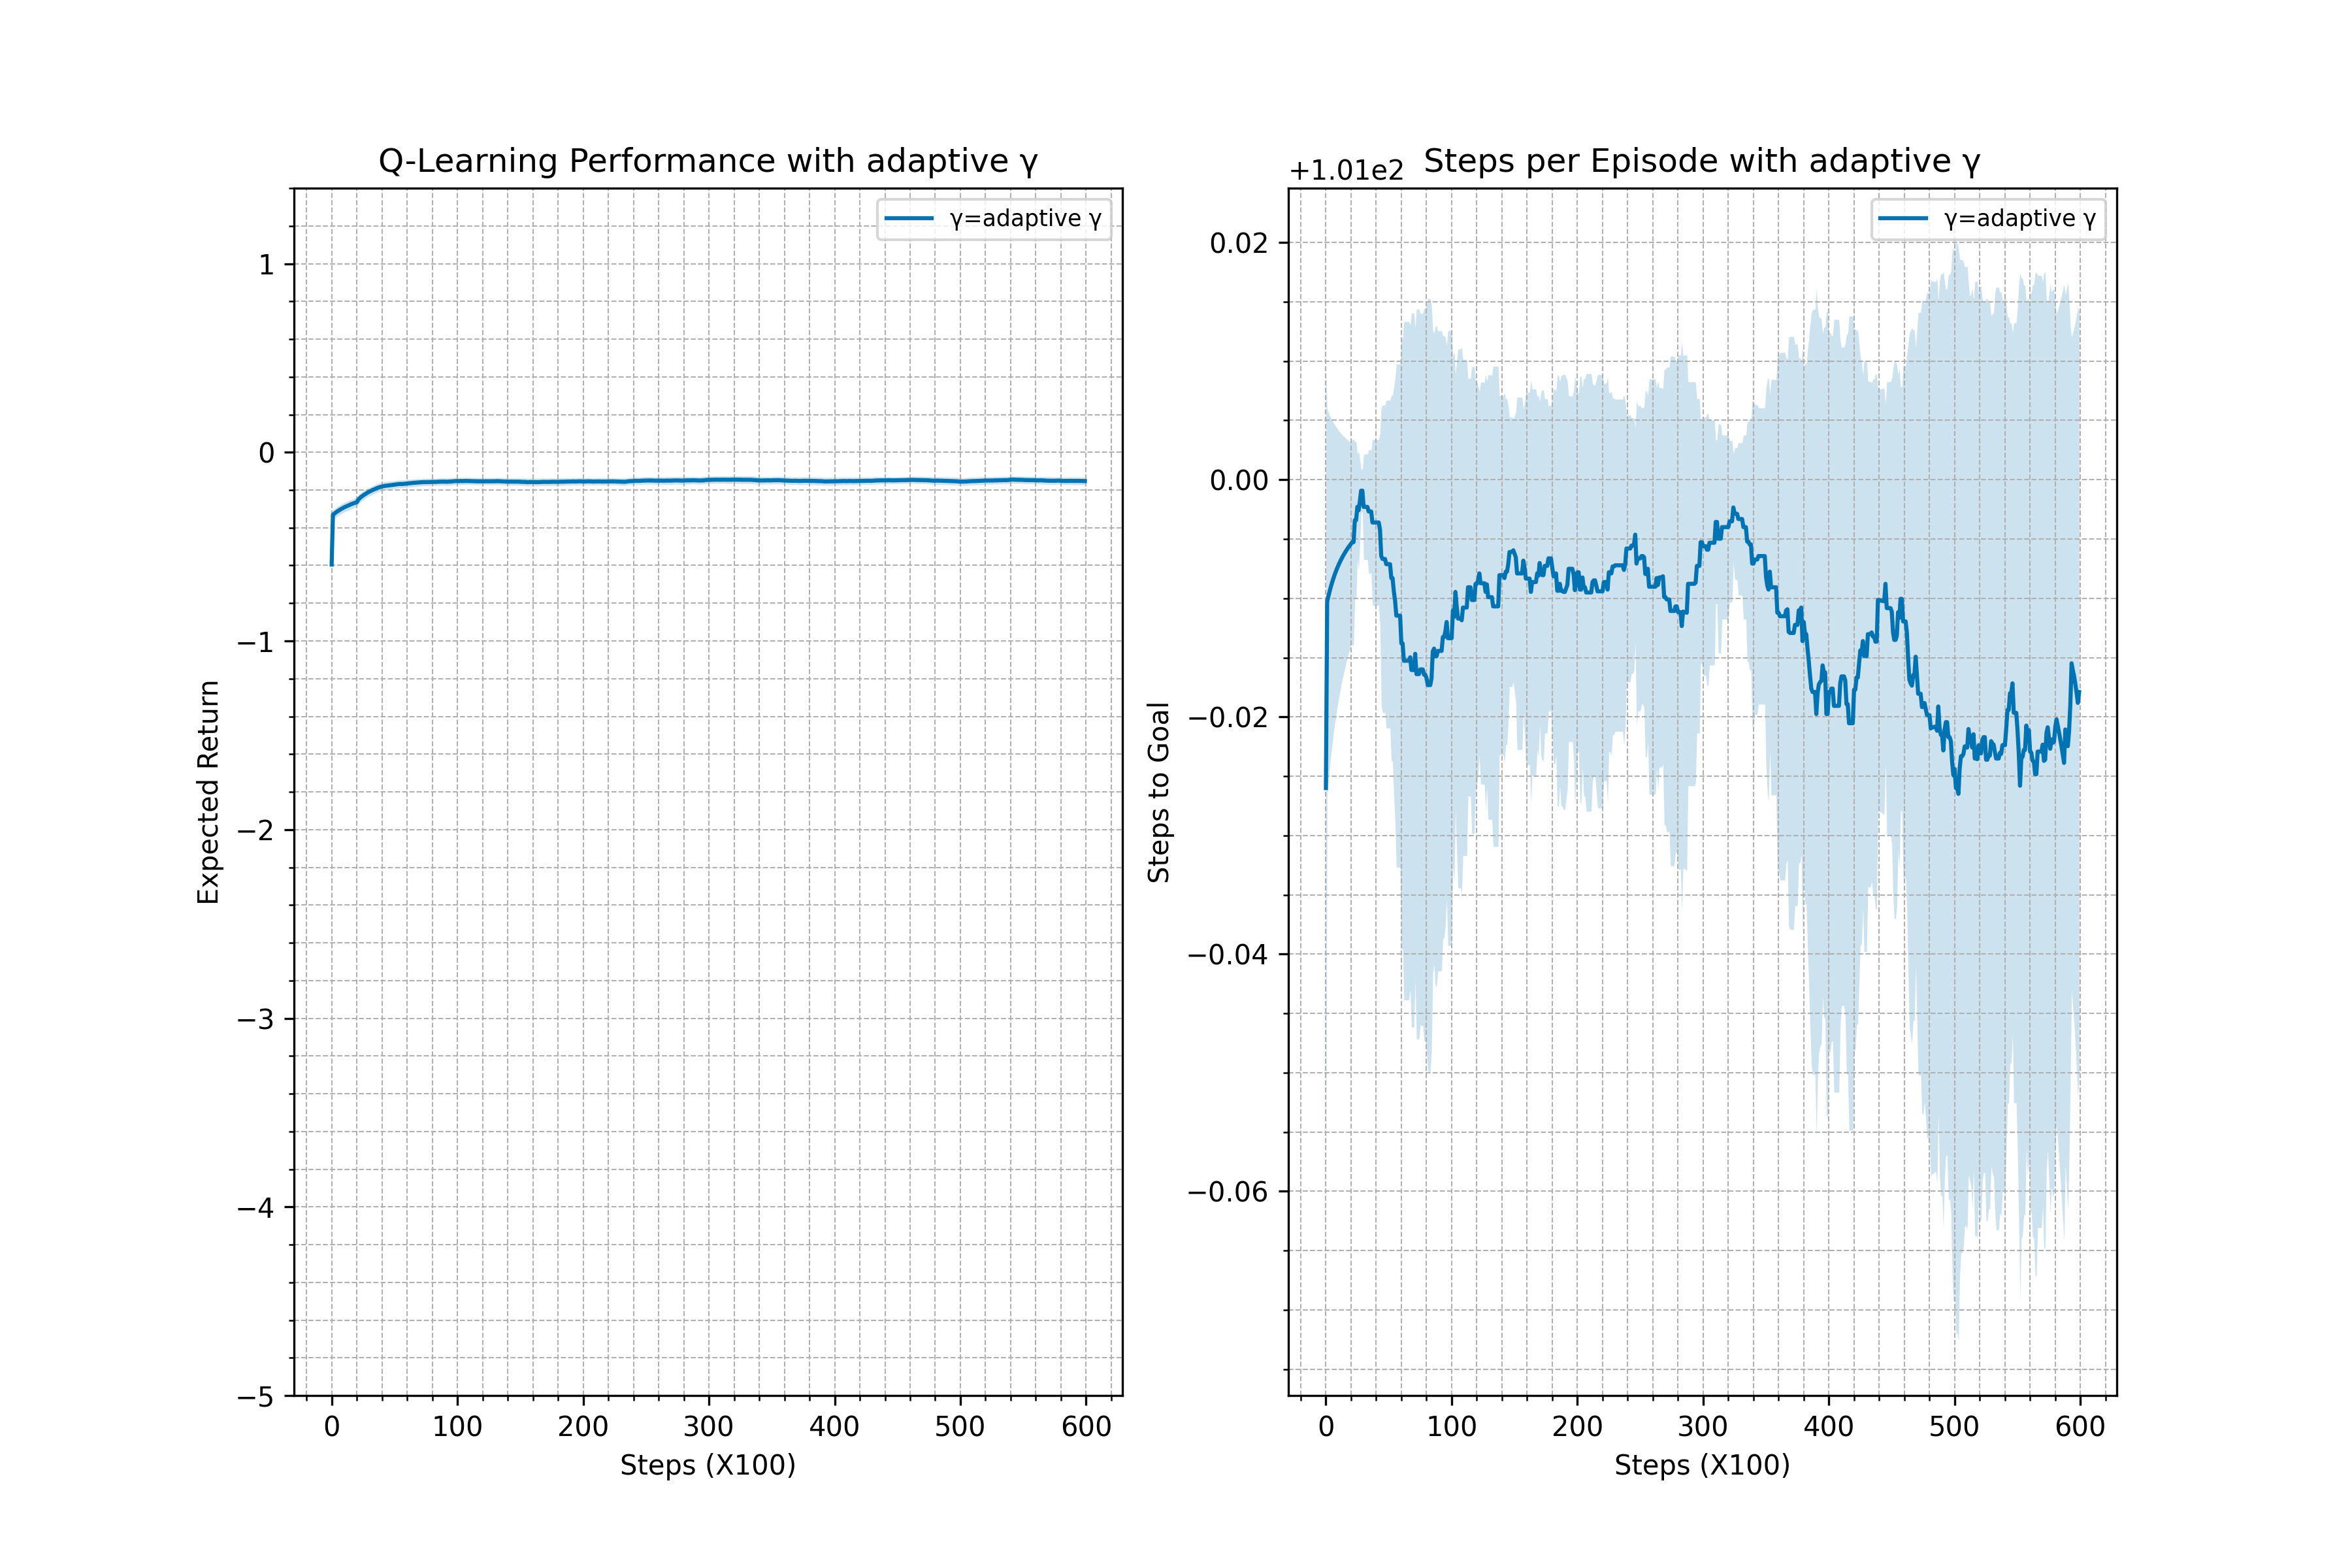 Q-Learning Performance with adaptive γ
γ=adaptive γ
1
0
−1
−2
−3
−4
−5
Expected Return
0 100 200 300 400 500 600
Steps (X100)
Steps per Episode with adaptive γ
+1.01e2
γ=adaptive γ
0.02
0.00
−0.02
−0.04
−0.06
Steps to Goal
0 100 200 300 400 500 600
Steps (X100)